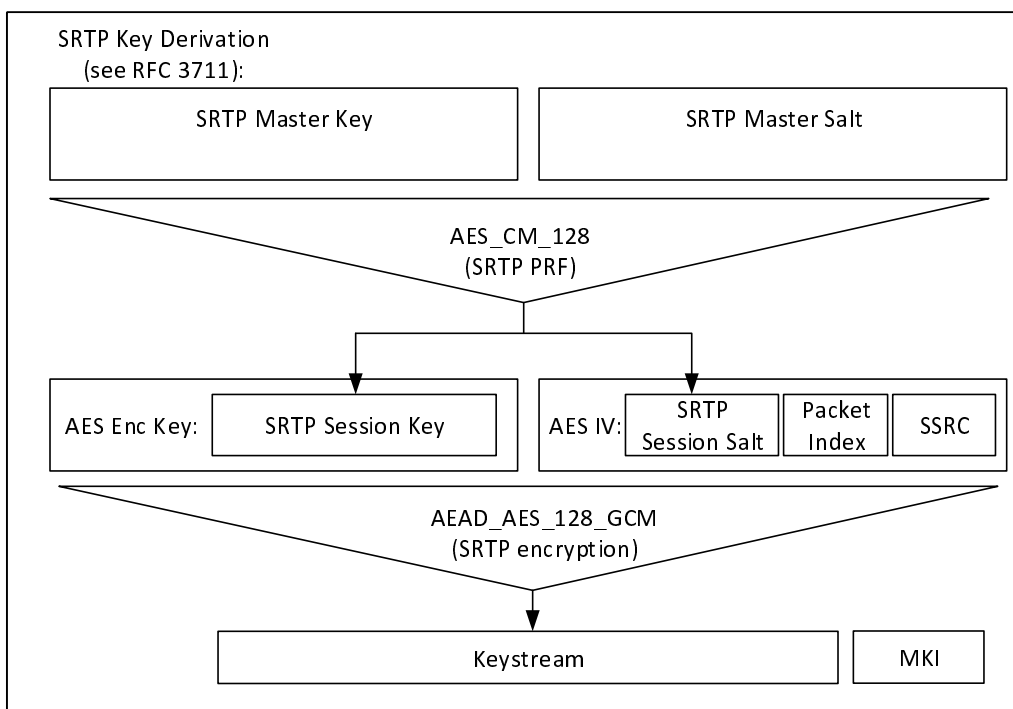 SRTP Key Derivation
(see RFC 3711):
SRTP Master Key
SRTP Master Salt
AES_CM_128
(SRTP PRF)
AES Enc Key:
SRTP Session Key
AES IV:
SRTP
Session Salt
Packet
Index
SSRC
AEAD_AES_128_GCM
(SRTP encryption)
Keystream
MKI